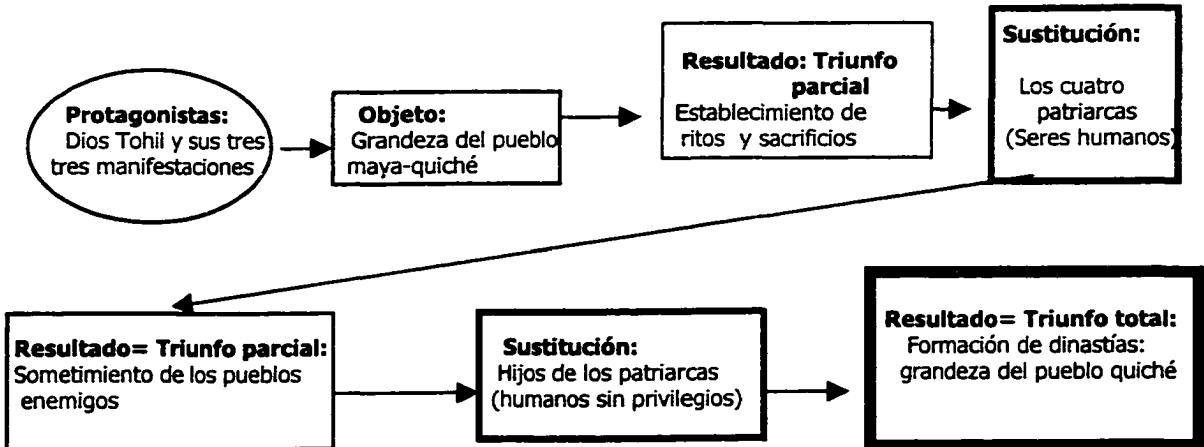 Protagonistas:
Dios Tohil y sus tres
tres manifestaciones
Objeto:
Grandeza del pueblo
maya-quiché
Resultado: Triunfo
parcial
Establecimiento de
ritos y sacrificios
Sustitución:
Los cuatro
patriarcas
(Seres humanos)
Resultado= Triunfo parcial:
Sometimiento de los pueblos
enemigos
Sustitución:
Hijos de los patriarcas
(humanos sin privilegios)
Resultado= Triunfo total:
Formación de dinastías:
grandeza del pueblo quiché